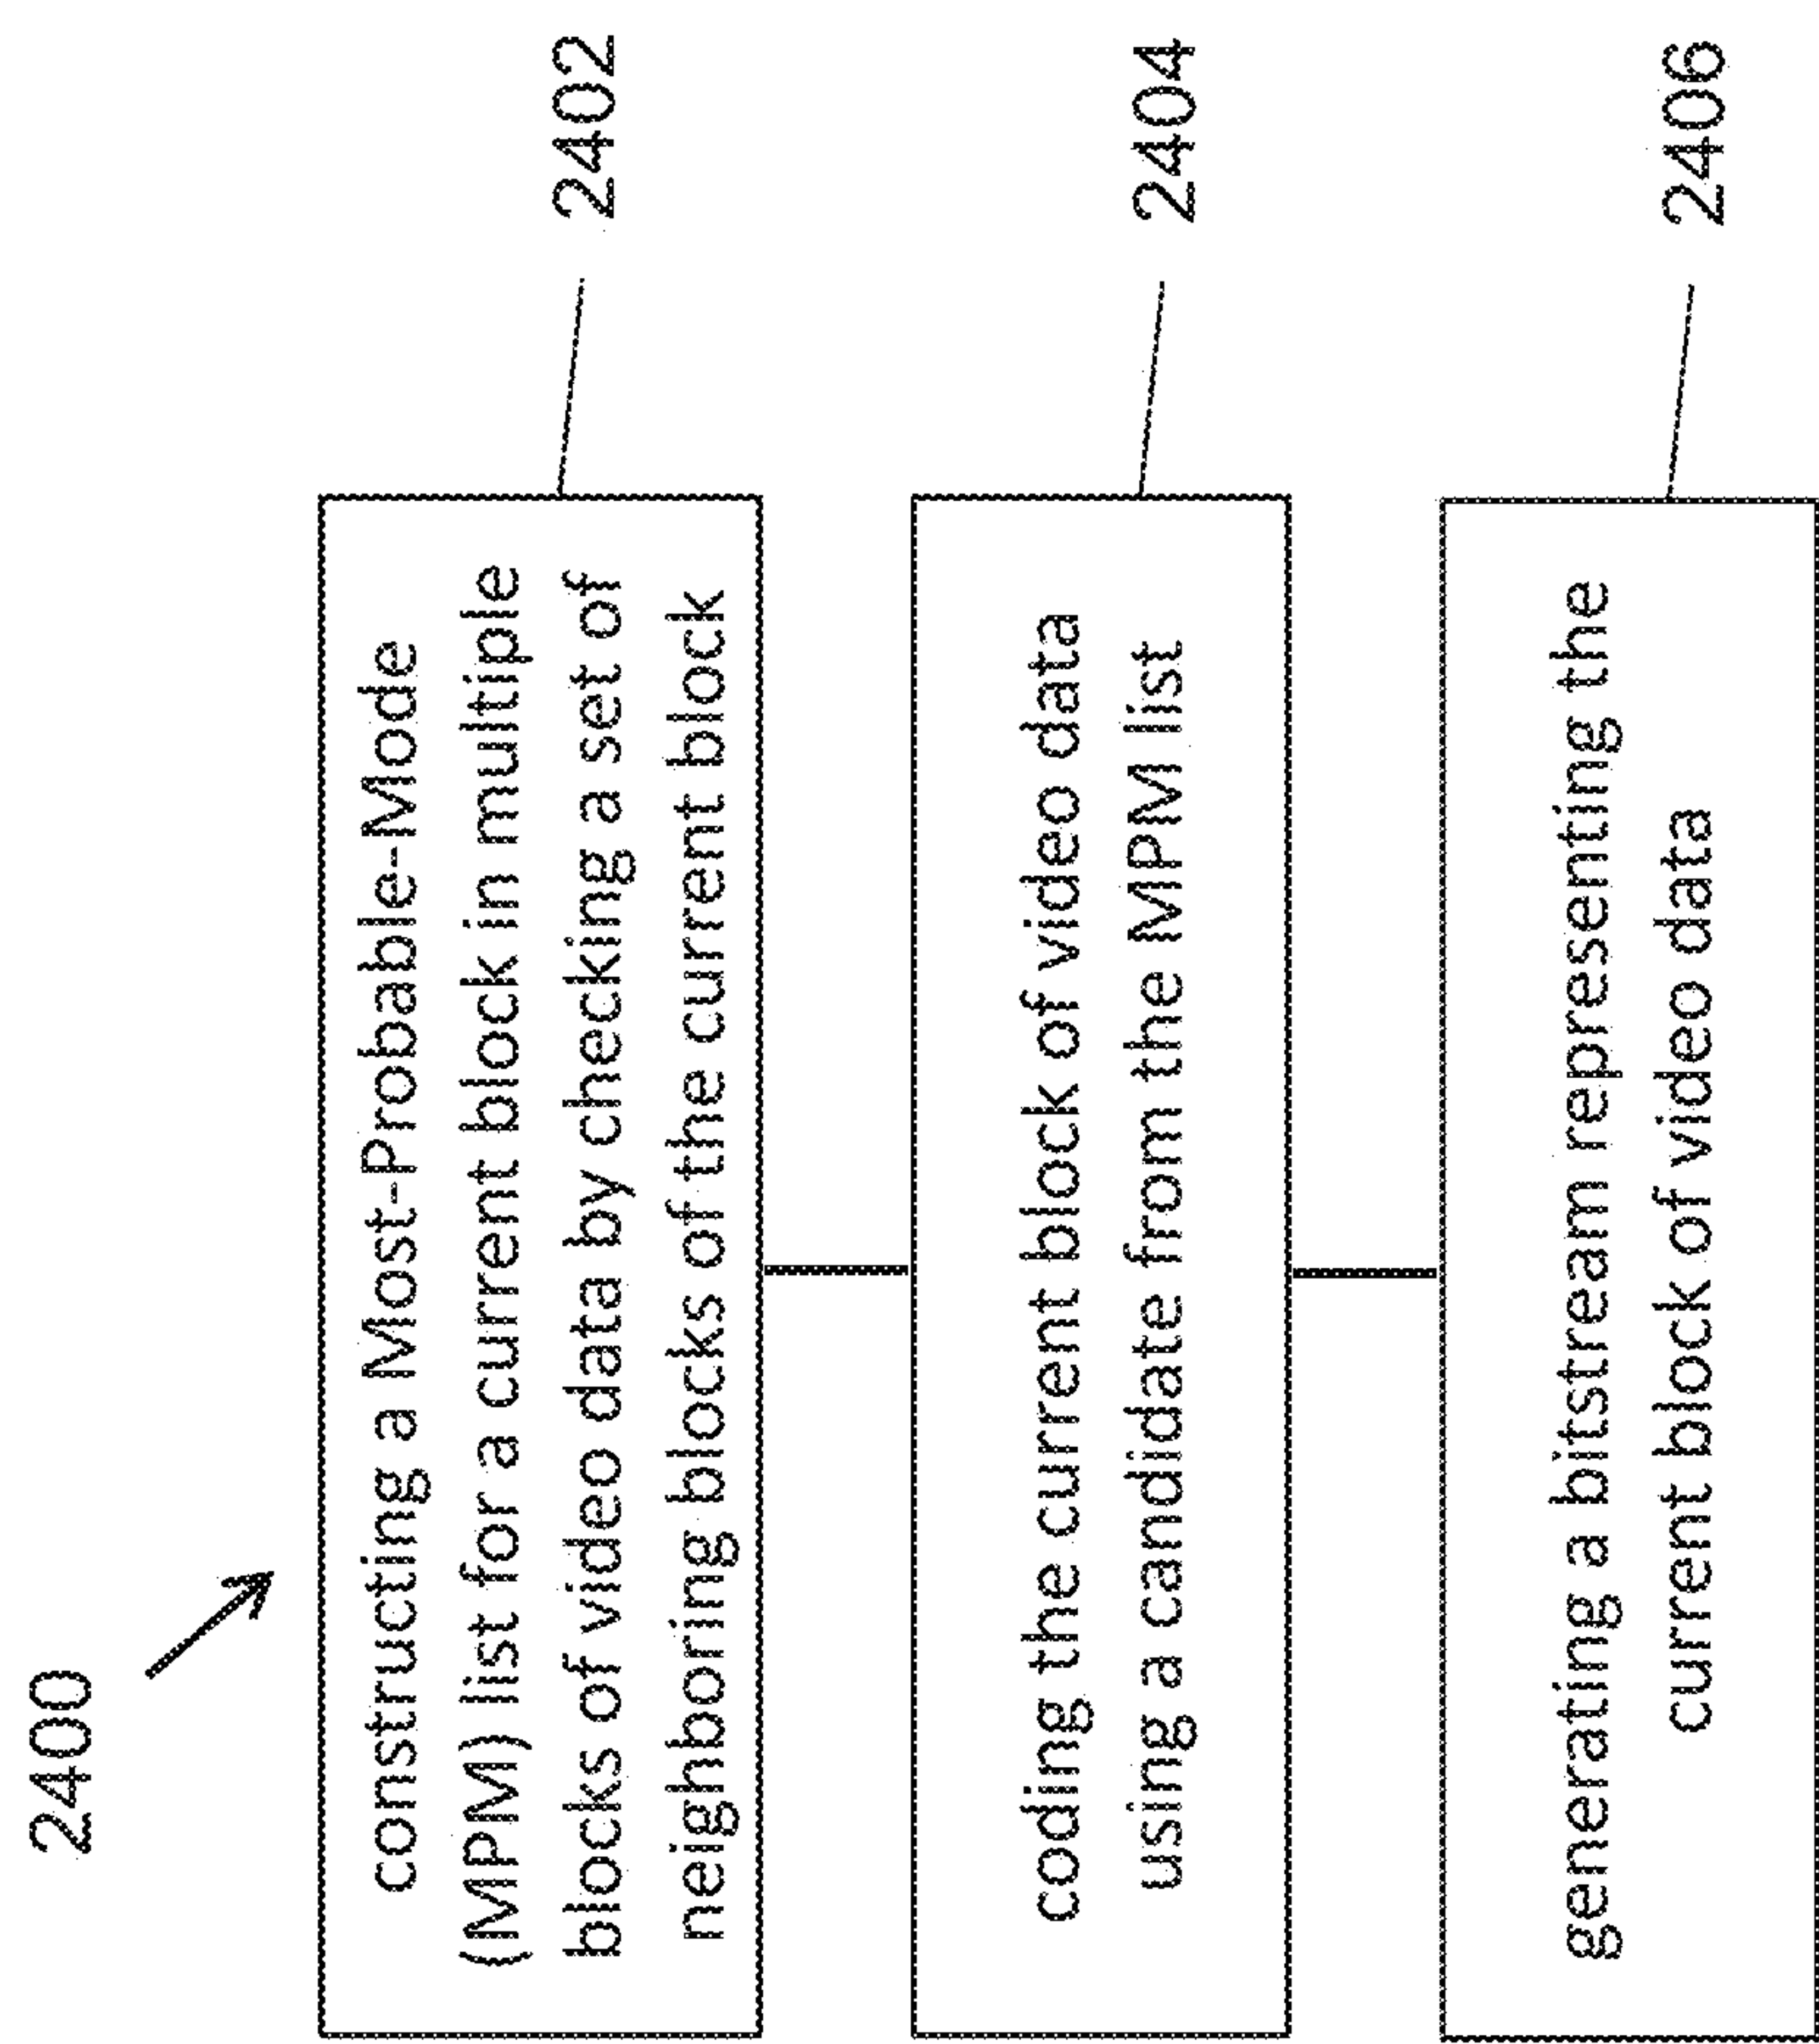 2400
constructing a Most-Probable-Mode
(MPM) list for a current block in multiple
blocks of video data by checking a set of
neighboring blocks of the current block
2402
coding the current block of video data
using a candidate from the MPM list
2404
generating a bitstream representing the
current block of video data
2406